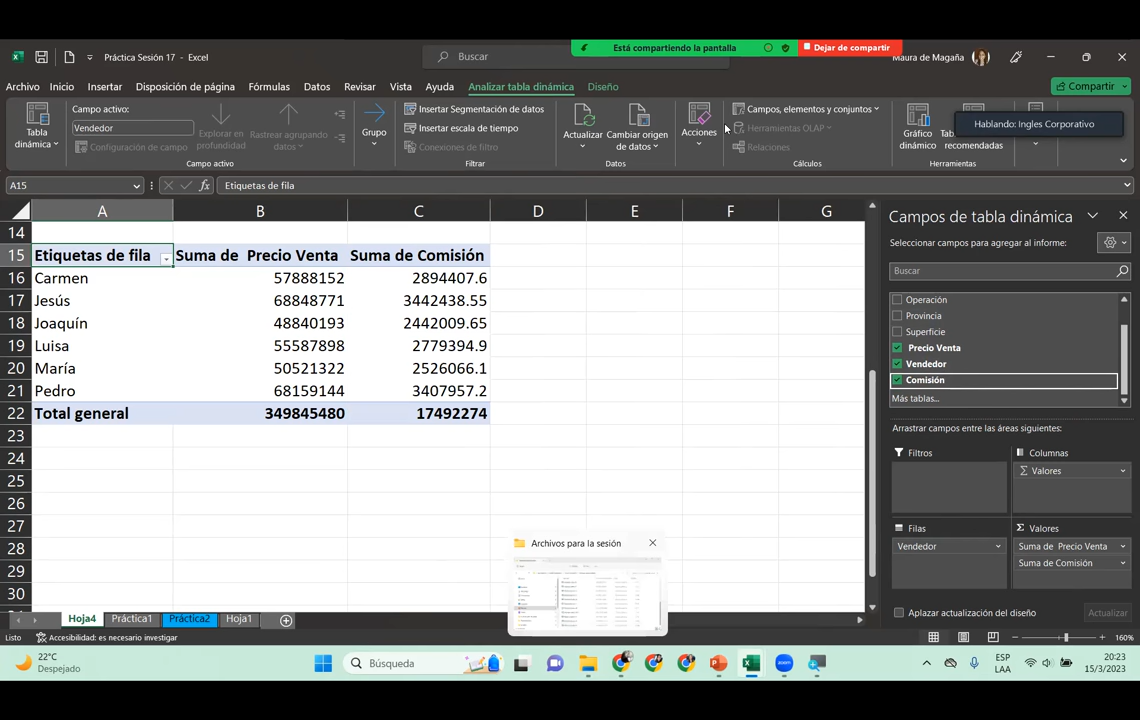 Está compartiendo la pantalla
Dejar de compartir
Práctica Sesión 17 - Excel
Buscar
Maura de Magaña
Archivo Inicio Insertar Disposición de página Fórmulas Datos Revisar Vista Ayuda Analizar tabla dinámica Diseño
Compartir
Tabla dinámica
Campo activo:
Vendedor
Configuración de campo
Explorar en profundidad
Rastrear agrupando datos
Campo activo
Grupo
Insertar Segmentación de datos
Insertar escala de tiempo
Conexiones de filtro
Filtrar
Actualizar
Cambiar origen de datos
Datos
Acciones
Campos, elementos y conjuntos
Herramientas OLAP
Relaciones
Cálculos
Gráfico dinámico
recomendadas
Herramientas
Hablando: Ingles Corporativo
A15
fx
Etiquetas de fila
A B C D E F G
14
15 Etiquetas de fila Suma de Precio Venta Suma de Comisión
16 Carmen 57888152 2894407.6
17 Jesús 68848771 3442438.55
18 Joaquín 48840193 2442009.65
19 Luisa 55587898 2779394.9
20 María 50521322 2526066.1
21 Pedro 68159144 3407957.2
22 Total general 349845480 17492274
23
24
25
26
27
28
29
30
Archivos para la sesión
Campos de tabla dinámica
Seleccionar campos para agregar al informe:
Buscar
Operación
Provincia
Superficie
Precio Venta
Vendedor
Comisión
Más tablas...
Arrastrar campos entre las áreas siguientes:
Filtros
Columnas
Σ Valores
Filas
Σ Valores
Vendedor
Suma de Precio Venta
Suma de Comisión
Aplazar actualización del diseño
Actualizar
Hoja4 Práctica1 Práctica2 Hoja1
Listo
Accesibilidad: es necesario investigar
160%
22°C
Despejado
Búsqueda
zoom
ESP
LAA
20:23
15/3/2023